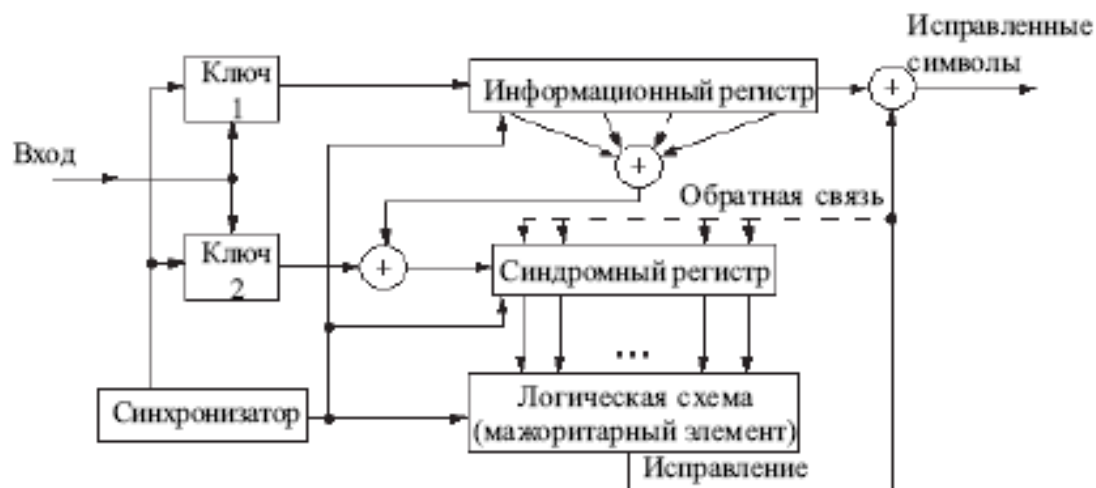 Исправленные
символы
Ключ
1
Информационный регистр
+
Вход
+
Обратная связь
Ключ
2
+
Синдромный регистр
...
Синхронизатор
Логическая схема
(мажоритарный элемент)
Исправление